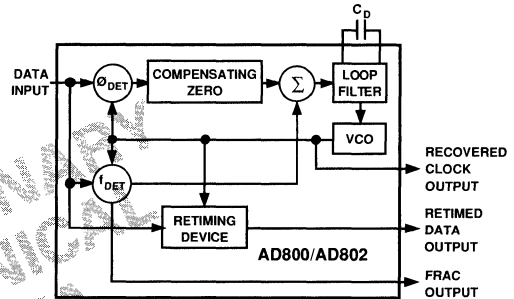 C_D
DATA
INPUT
Ø_DET
COMPENSATING
ZERO
Σ
LOOP
FILTER
VCO
f_DET
RETIMING
DEVICE
AD800/AD802
RECOVERED
CLOCK
OUTPUT
RETIMED
DATA
OUTPUT
FRAC
OUTPUT